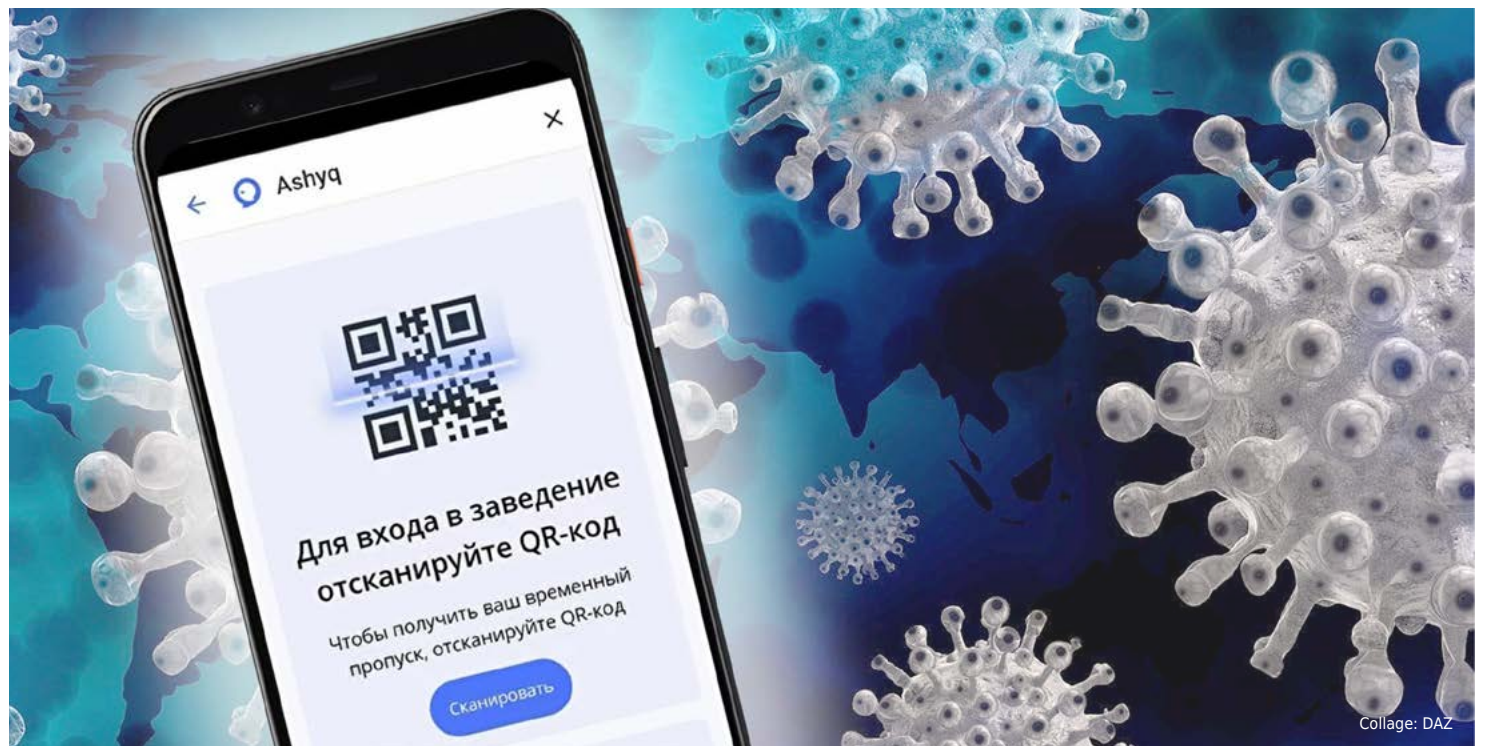 Ashyq
Для входа в заведение
отсканируйте QR-код
Чтобы получить ваш временный
пропуск, отсканируйте QR-код
Сканировать
Collage: DAZ